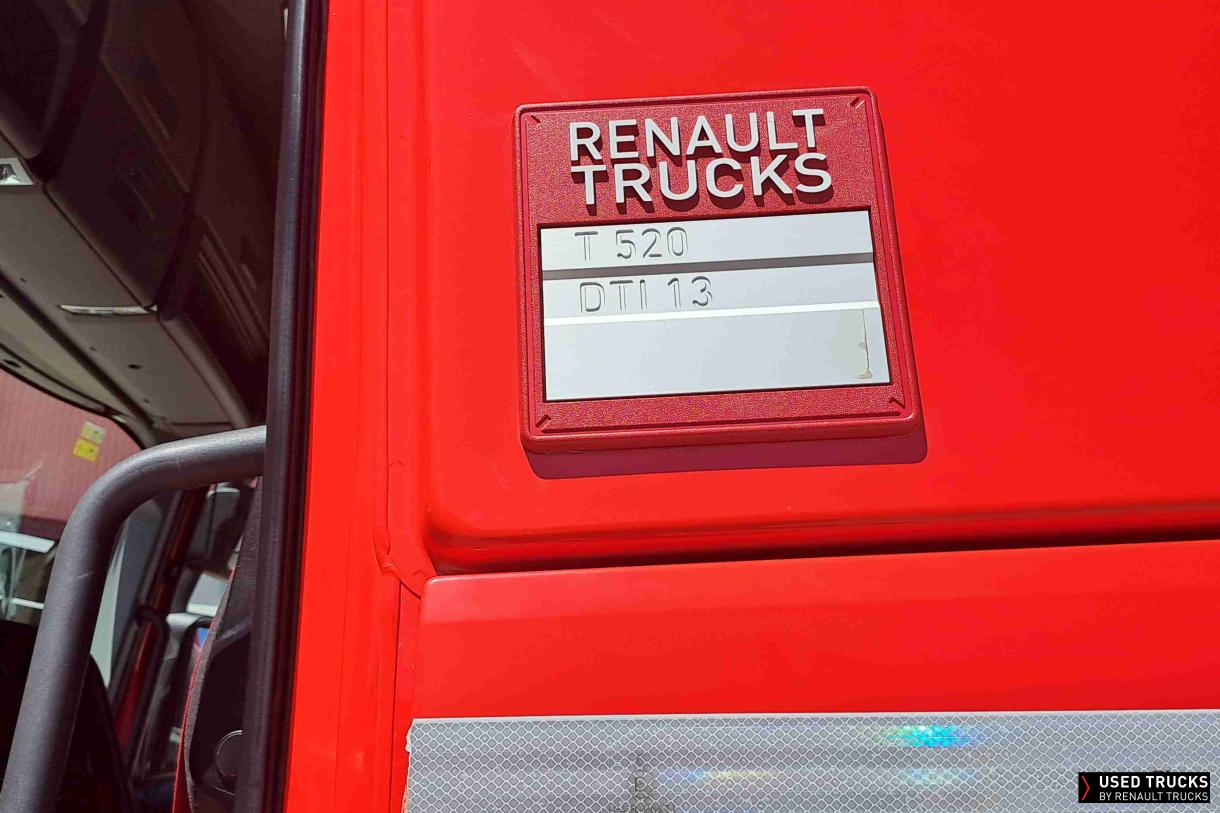 RENAULT
TRUCKS
T 520
DTI 13
USED TRUCKS
BY RENAULT TRUCKS